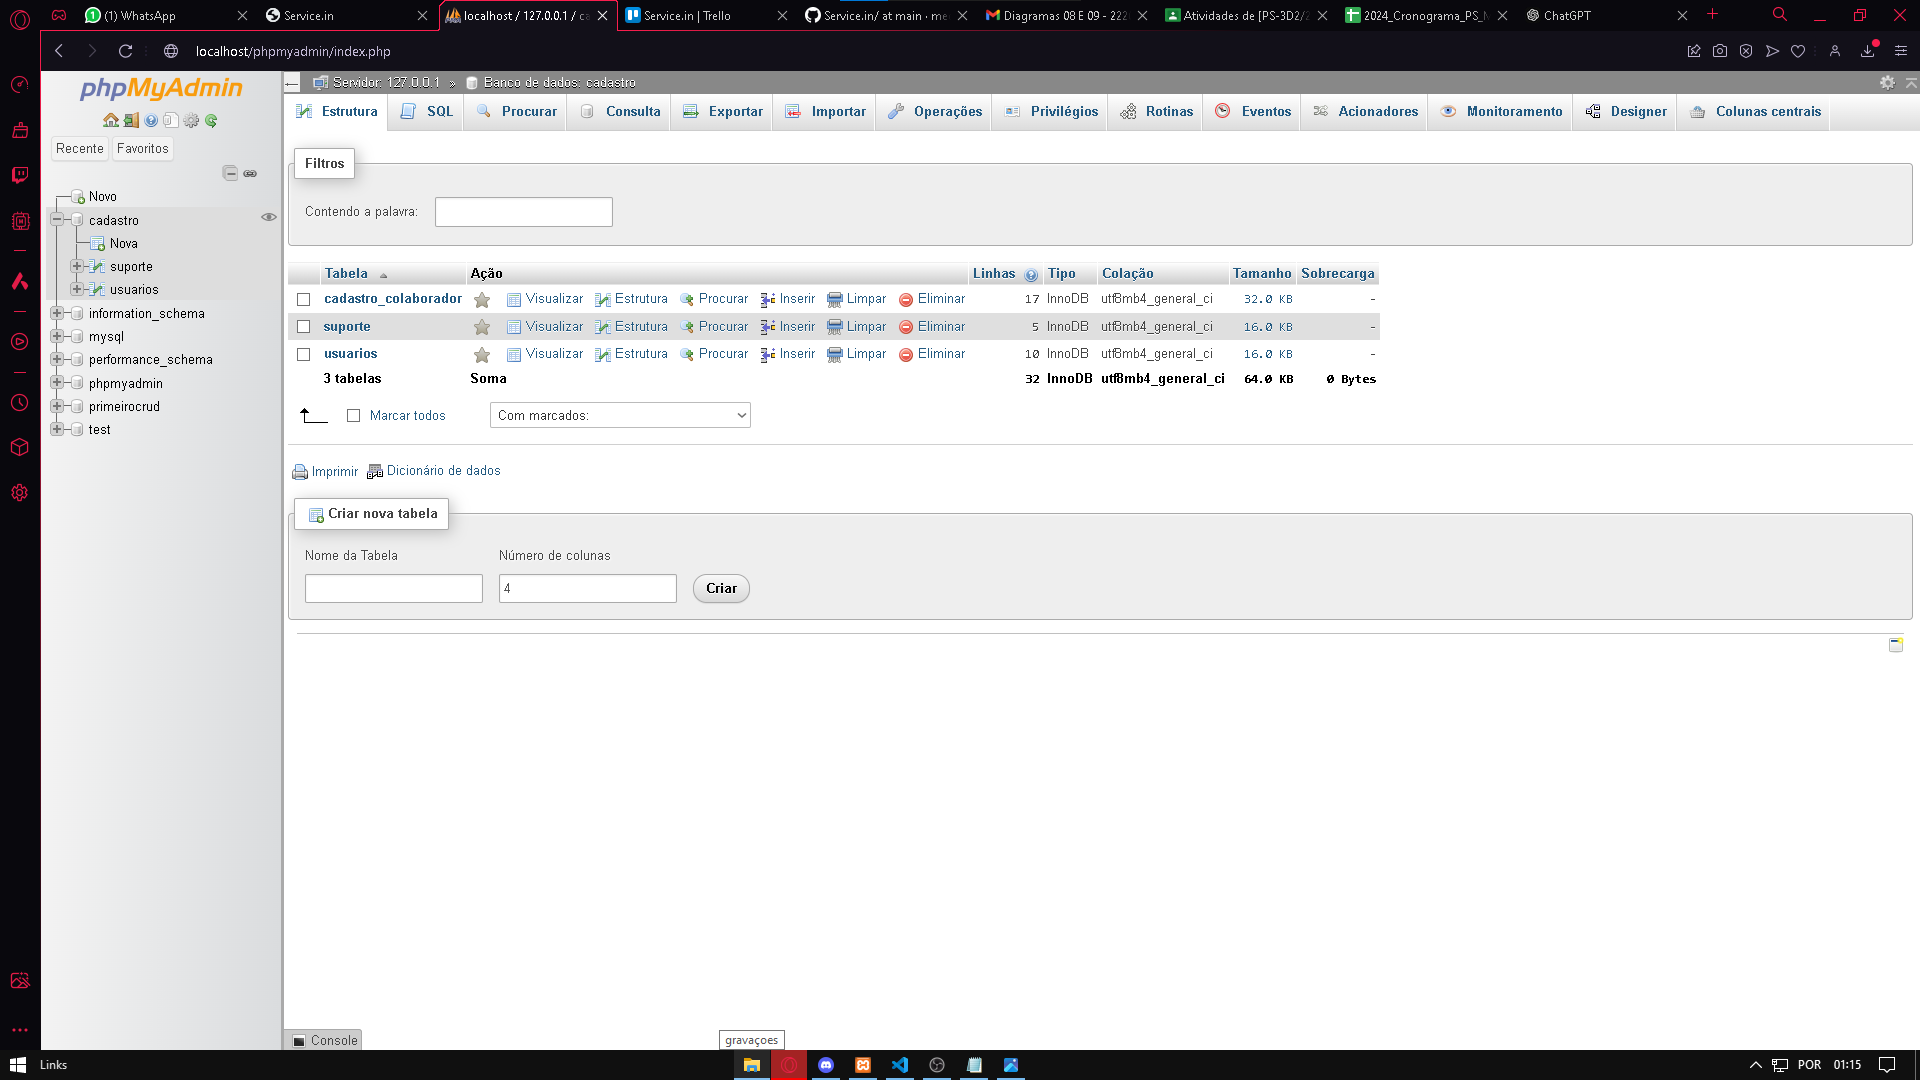 (1) WhatsApp
Service.in
localhost / 127.0.0.1 / ca
Service.in | Trello
Service.in/ at main · me
Diagramas 08 E 09 - 222
Atividades de [PS-3D2/2
2024_Cronograma_PS_N
ChatGPT
localhost/phpmyadmin/index.php
phpMyAdmin
Recente
Favoritos
Novo
cadastro
Nova
suporte
usuarios
information_schema
mysql
performance_schema
phpmyadmin
primeirocrud
test
Servidor: 127.0.0.1 » Banco de dados: cadastro
Estrutura SQL Procurar Consulta Exportar Importar Operações Privilégios Rotinas Eventos Acionadores Monitoramento Designer Colunas centrais
Filtros
Contendo a palavra:
Tabela Ação Linhas Tipo Colação Tamanho Sobrecarga
cadastro_colaborador Visualizar Estrutura Procurar Inserir Limpar Eliminar 17 InnoDB utf8mb4_general_ci 32.0 KB -
suporte Visualizar Estrutura Procurar Inserir Limpar Eliminar 5 InnoDB utf8mb4_general_ci 16.0 KB -
usuarios Visualizar Estrutura Procurar Inserir Limpar Eliminar 10 InnoDB utf8mb4_general_ci 16.0 KB -
3 tabelas Soma 32 InnoDB utf8mb4_general_ci 64.0 KB 0 Bytes
Marcar todos Com marcados:
Imprimir Dicionário de dados
Criar nova tabela
Nome da Tabela Número de colunas
4 Criar
Console
gravaçoes
Links
POR 01:15